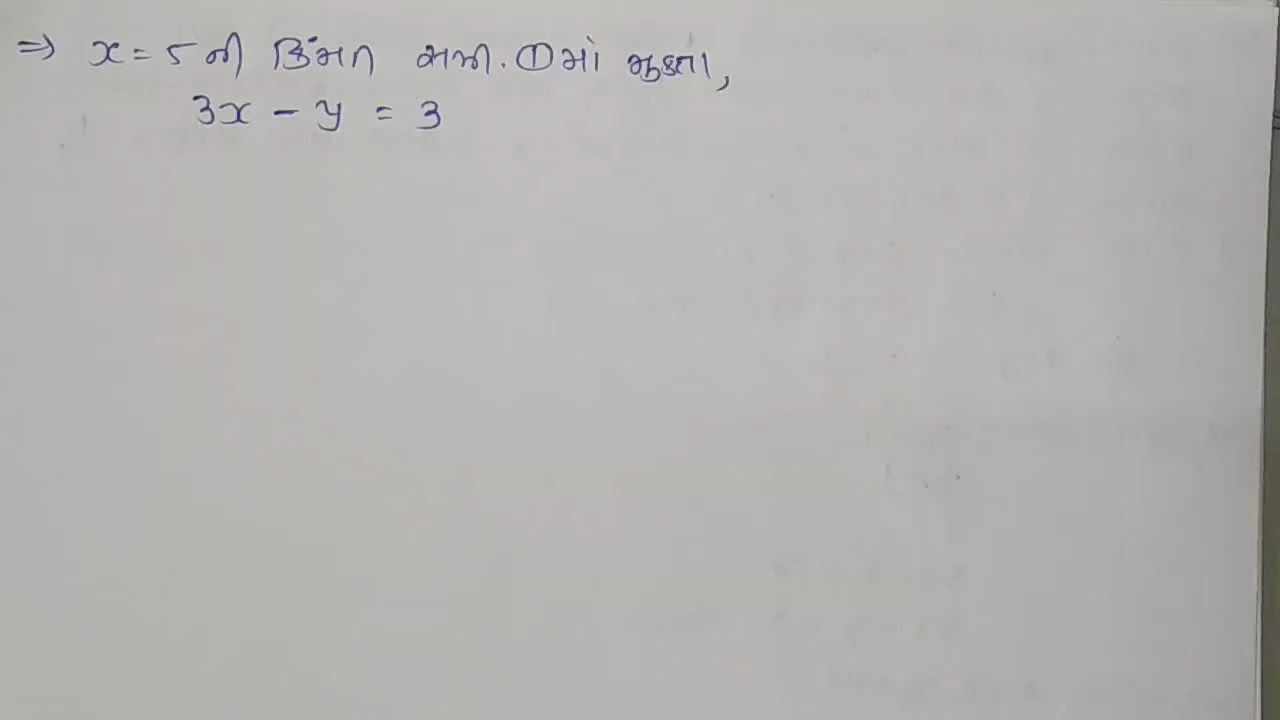 ⇒ x = 5 ની કિંમત સમી. ①માં મૂકતા,
3x - y = 3